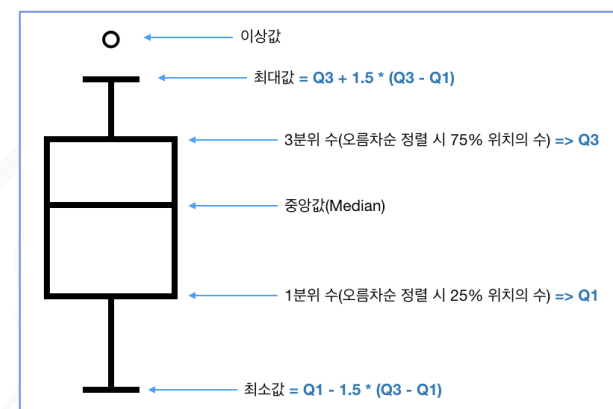 이상값
최대값 = Q3 + 1.5 * (Q3 - Q1)
3분위 수(오름차순 정렬 시 75% 위치의 수) => Q3
중앙값(Median)
1분위 수(오름차순 정렬 시 25% 위치의 수) => Q1
최소값 = Q1 - 1.5 * (Q3 - Q1)